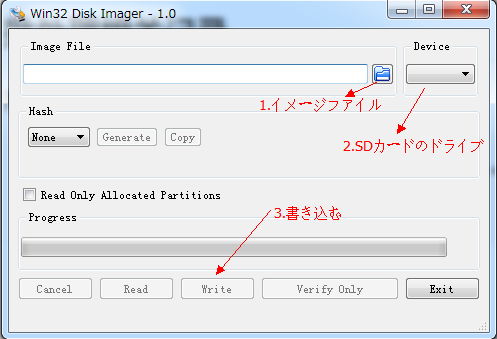 Win32 Disk Imager - 1.0
Image File
Device
1.イメージファイル
Hash
None
Generate
Copy
2.SDカードのドライブ
Read Only Allocated Partitions
Progress
3.書き込む
Cancel
Read
Write
Verify Only
Exit